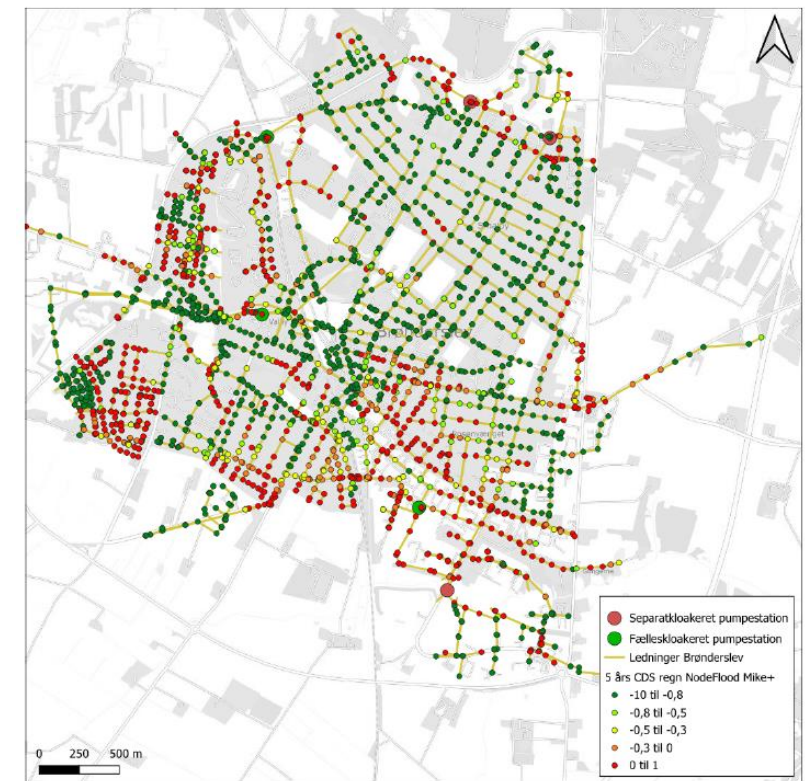 Brønderslev
Separatkloakeret pumpestation
Fælleskloakeret pumpestation
Ledninger Brønderslev
5 års CDS regn NodeFlood Mike+
-10 til -0,8
-0,8 til -0,5
-0,5 til -0,3
-0,3 til 0
0 til 1
0 250 500 m